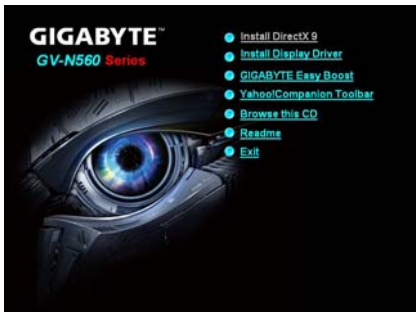 GIGABYTE™
GV-N560 Series
Install DirectX 9
Install Display Driver
GIGABYTE Easy Boost
Yahoo!Companion Toolbar
Browse this CD
Readme
Exit